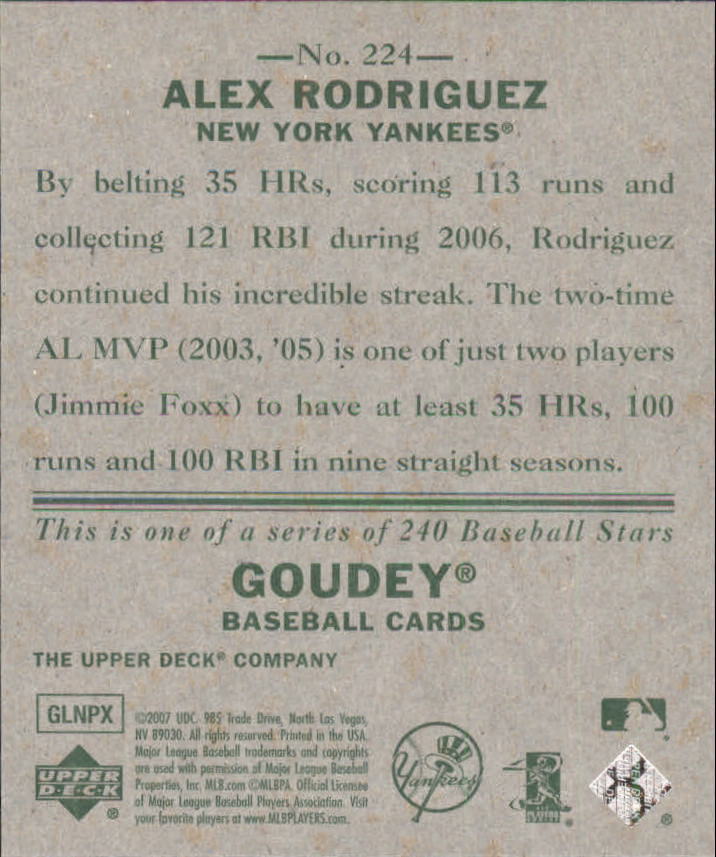 —No. 224—
ALEX RODRIGUEZ
NEW YORK YANKEES®
By belting 35 HRs, scoring 113 runs and
collecting 121 RBI during 2006, Rodriguez
continued his incredible streak. The two-time
AL MVP (2003, '05) is one of just two players
(Jimmie Foxx) to have at least 35 HRs, 100
runs and 100 RBI in nine straight seasons.
This is one of a series of 240 Baseball Stars
GOUDEY®
BASEBALL CARDS
THE UPPER DECK® COMPANY
GLNPX
UPPER
D·E·C·K
®
©2007 UDC. 985 Trade Drive, North Las Vegas,
NV 89030. All rights reserved. Printed in the USA.
Major League Baseball trademarks and copyrights
are used with permission of Major League Baseball
Properties, Inc. MLB.com ©MLBPA. Official Licensee
of Major League Baseball Players Association. Visit
your favorite players at www.MLBPLAYERS.com.
Yankees
®
®
®